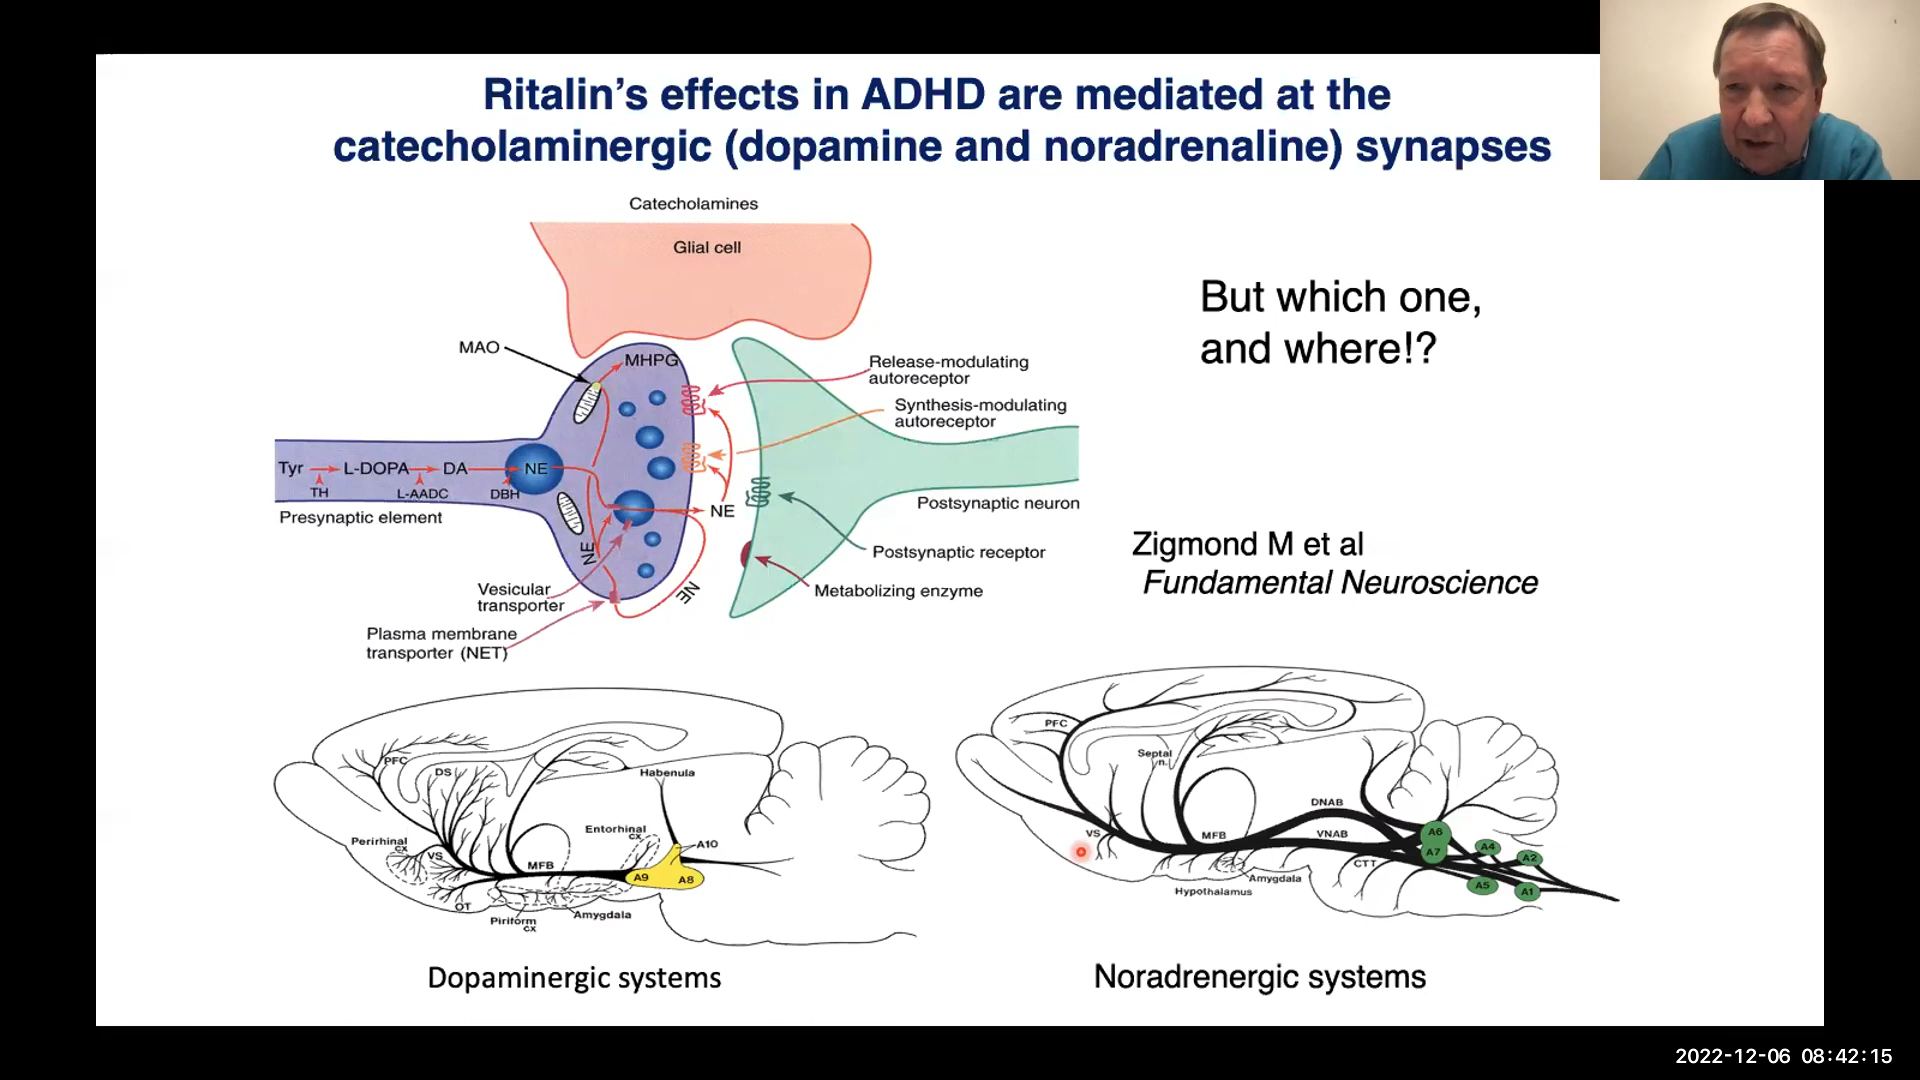 Ritalin’s effects in ADHD are mediated at the
catecholaminergic (dopamine and noradrenaline) synapses
Catecholamines
Glial cell
But which one,
and where!?
MAO
MHPG
Release-modulating
autoreceptor
Synthesis-modulating
autoreceptor
Tyr
L-DOPA
DA
NE
TH
L-AADC
DBH
Presynaptic element
NE
Postsynaptic neuron
NE
Postsynaptic receptor
Vesicular
transporter
NE
Metabolizing enzyme
Plasma membrane
transporter (NET)
Zigmond M et al
Fundamental Neuroscience
PFC
DS
Habenula
Perirhinal
cx
VS
Entorhinal
cx
A10
MFB
A9
A8
OT
Piriform
cx
Amygdala
Dopaminergic systems
PFC
Septal
n.
DNAB
VS
MFB
VNAB
A6
A7
A4
A2
CTT
A5
A1
Amygdala
Hypothalamus
Noradrenergic systems
2022-12-06 08:42:15